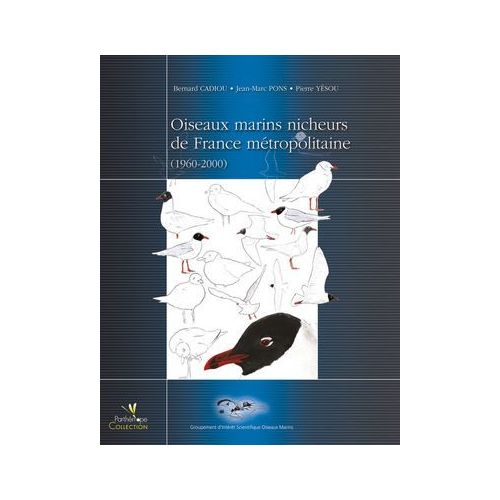 Bernard CADIOU • Jean-Marc PONS • Pierre YÉSOU
Oiseaux marins nicheurs
de France métropolitaine
(1960-2000)
Parthénope
COLLECTION
Groupement d'Intérêt Scientifique Oiseaux Marins